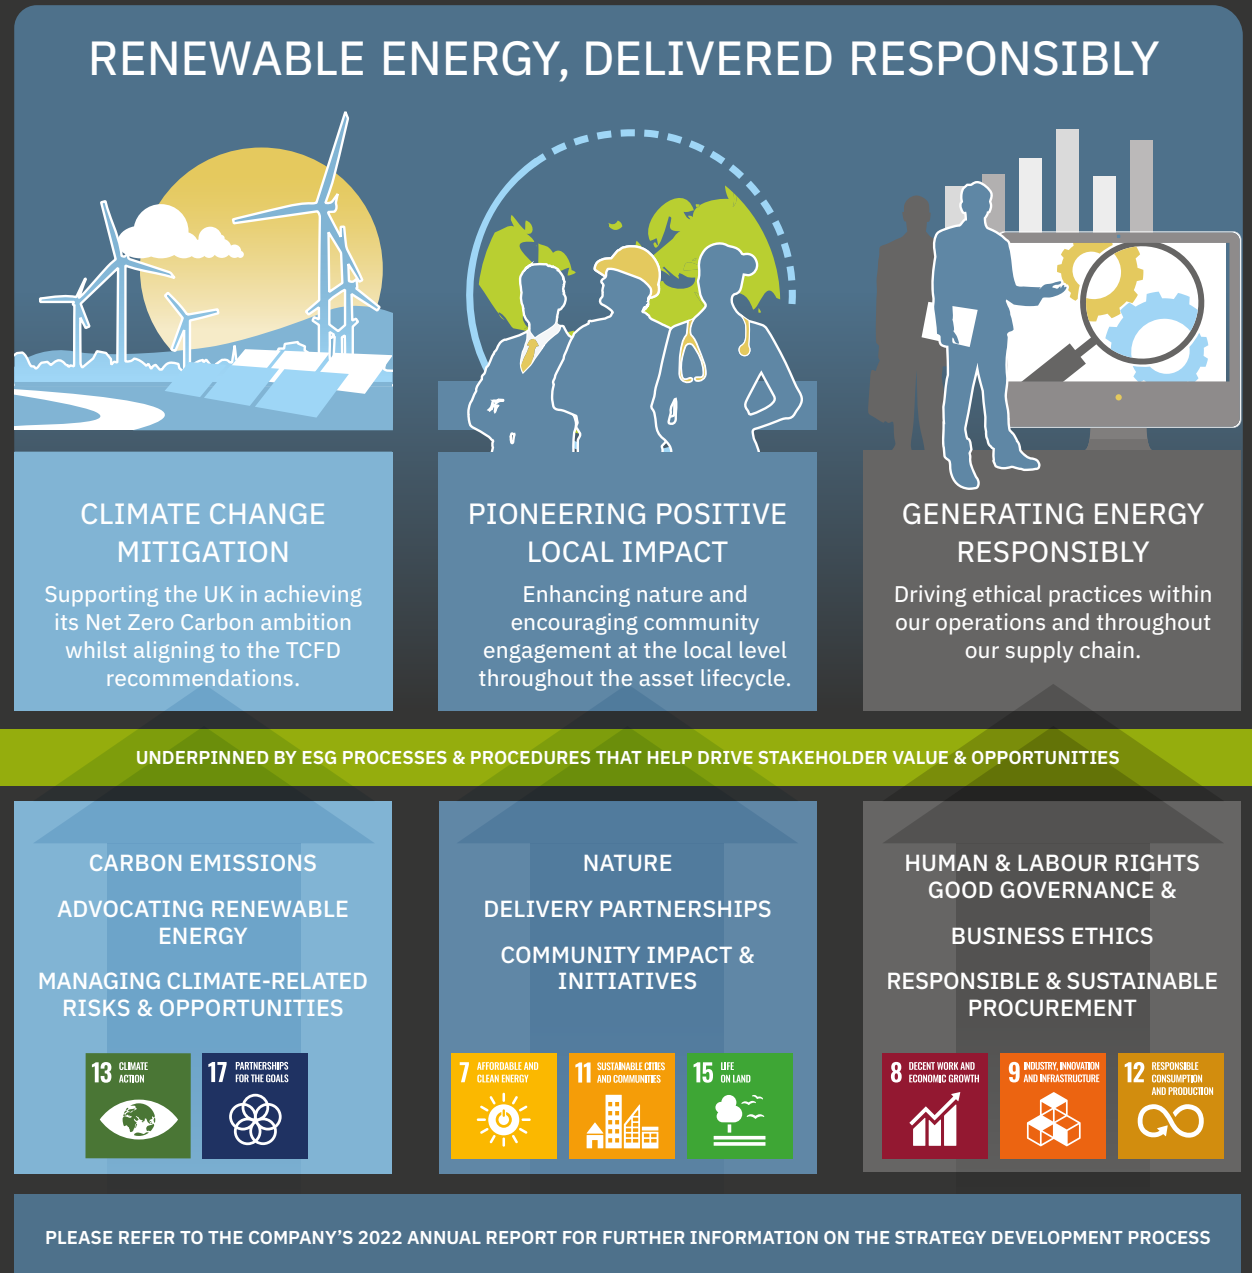 RENEWABLE ENERGY, DELIVERED RESPONSIBLY
CLIMATE CHANGE
MITIGATION
Supporting the UK in achieving
its Net Zero Carbon ambition
whilst aligning to the TCFD
recommendations.
PIONEERING POSITIVE
LOCAL IMPACT
Enhancing nature and
encouraging community
engagement at the local level
throughout the asset lifecycle.
GENERATING ENERGY
RESPONSIBLY
Driving ethical practices within
our operations and throughout
our supply chain.
UNDERPINNED BY ESG PROCESSES & PROCEDURES THAT HELP DRIVE STAKEHOLDER VALUE & OPPORTUNITIES
CARBON EMISSIONS
ADVOCATING RENEWABLE
ENERGY
MANAGING CLIMATE-RELATED
RISKS & OPPORTUNITIES
13 CLIMATE
ACTION
17 PARTNERSHIPS
FOR THE GOALS
NATURE
DELIVERY PARTNERSHIPS
COMMUNITY IMPACT &
INITIATIVES
7 AFFORDABLE AND
CLEAN ENERGY
11 SUSTAINABLE CITIES
AND COMMUNITIES
15 LIFE
ON LAND
HUMAN & LABOUR RIGHTS
GOOD GOVERNANCE &
BUSINESS ETHICS
RESPONSIBLE & SUSTAINABLE
PROCUREMENT
8 DECENT WORK AND
ECONOMIC GROWTH
9 INDUSTRY, INNOVATION
AND INFRASTRUCTURE
12 RESPONSIBLE
CONSUMPTION
AND PRODUCTION
PLEASE REFER TO THE COMPANY'S 2022 ANNUAL REPORT FOR FURTHER INFORMATION ON THE STRATEGY DEVELOPMENT PROCESS